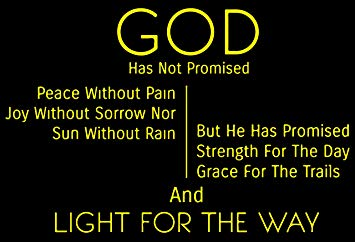 GOD
Has Not Promised
Peace Without Pain
Joy Without Sorrow Nor
Sun Without Rain
But He Has Promised
Strength For The Day
Grace For The Trails
And
LIGHT FOR THE WAY